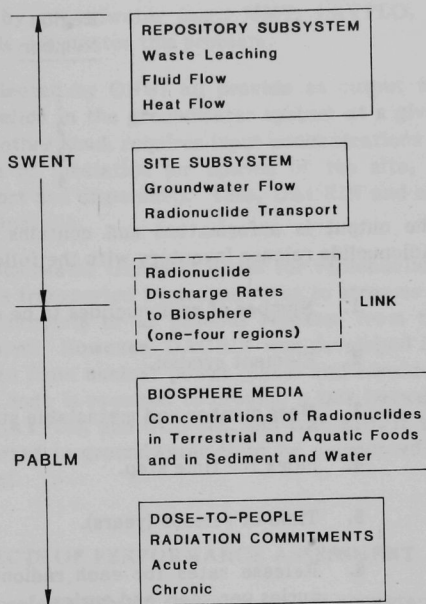 REPOSITORY SUBSYSTEM
Waste Leaching
Fluid Flow
Heat Flow
SWENT
SITE SUBSYSTEM
Groundwater Flow
Radionuclide Transport
Radionuclide
Discharge Rates
to Biosphere
(one-four regions)
LINK
BIOSPHERE MEDIA
Concentration of Radionuclides
in Terrestrial and Aquatic Foods
and in Sediment and Water
PABLM
DOSE-TO-PEOPLE
RADIATION COMMITMENTS
Acute
Chronic